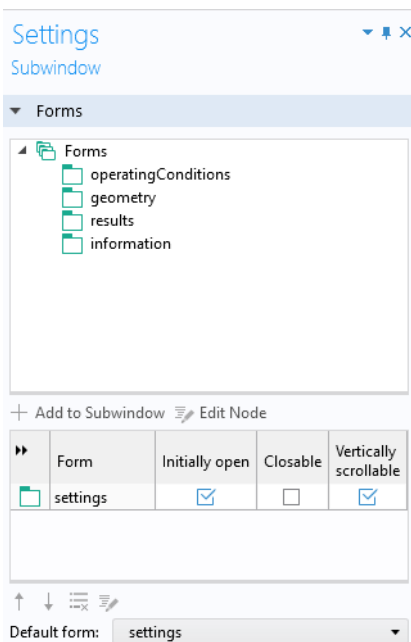 Settings
Subwindow
Forms
Forms
operatingConditions
geometry
results
information
Add to Subwindow Edit Node
Form Initially open Closable Vertically scrollable
settings
Default form: settings